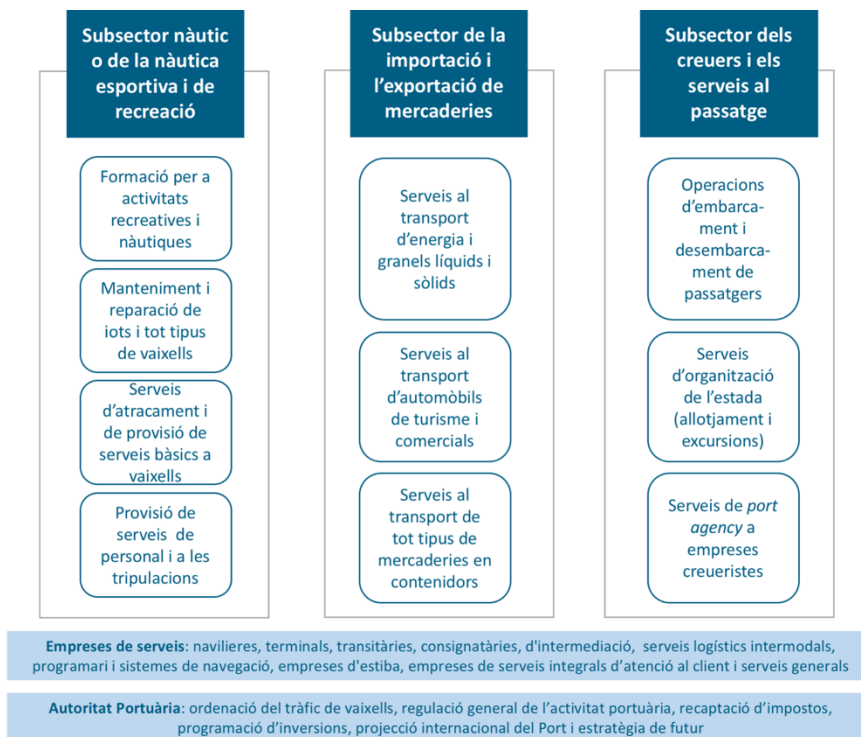 Subsector nàutic
o de la nàutica
esportiva i de
recreació
Formació per a
activitats
recreatives i
nàutiques
Manteniment i
reparació de
iots i tot tipus
de vaixells
Serveis
d'atracament i
de provisió de
serveis bàsics a
vaixells
Provisió de
serveis de
personal i a les
tripulacions
Subsector de la
importació i
l'exportació de
mercaderies
Serveis al
transport
d'energia i
granels líquids i
sòlids
Serveis al
transport
d'automòbils
de turisme i
comercials
Serveis al
transport de
tot tipus de
mercaderies en
contenidors
Subsector dels
creuers i els
serveis al
passatge
Operacions
d'embarca-
ment i
desembarca-
ment de
passatgers
Serveis
d'organització
de l'estada
(allotjament i
excursions)
Serveis de port
agency a
empreses
creueristes
Empreses de serveis: navilieres, terminals, transitàries, consignatàries, d'intermediació, serveis logístics intermodals,
programari i sistemes de navegació, empreses d'estiba, empreses de serveis integrals d'atenció al client i serveis generals
Autoritat Portuària: ordenació del tràfic de vaixells, regulació general de l'activitat portuària, recaptació d'impostos,
programació d'inversions, projecció internacional del Port i estratègia de futur